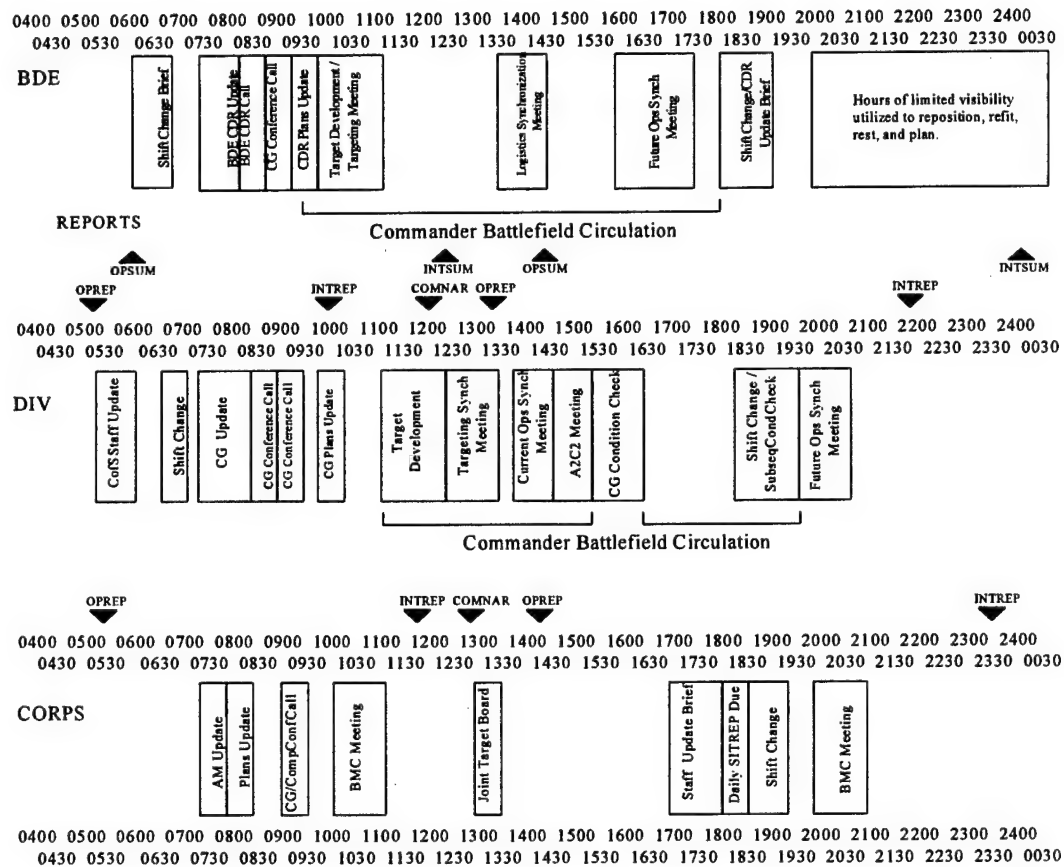 0400 0500 0600 0700 0800 0900 1000 1100 1200 1300 1400 1500 1600 1700 1800 1900 2000 2100 2200 2300 2400
0430 0530 0630 0730 0830 0930 1030 1130 1230 1330 1430 1530 1630 1730 1830 1930 2030 2130 2230 2330 0030
BDE
Shift Change Brief
BDE CDR Update
BDE CDR Call
CG Conference Call
CDR Plans Update
Target Development /
Targeting Meeting
Logistics Synchronization
Meeting
Future Ops Synch
Meeting
Shift Change/CDR
Update Brief
Hours of limited visibility
utilized to reposition, refit,
rest, and plan.
REPORTS
Commander Battlefield Circulation
OPSUM INTSUM OPSUM INTSUM
OPREP INTREP COMNAR OPREP INTREP
0400 0500 0600 0700 0800 0900 1000 1100 1200 1300 1400 1500 1600 1700 1800 1900 2000 2100 2200 2300 2400
0430 0530 0630 0730 0830 0930 1030 1130 1230 1330 1430 1530 1630 1730 1830 1930 2030 2130 2230 2330 0030
DIV
CofS Staff Update
Shift Change
CG Update
CG Conference Call
CG Conference Call
CG Plans Update
Target
Development
Targeting Synch
Meeting
Current Ops Synch
Meeting
A2C2 Meeting
CG Condition Check
Shift Change /
SubseqCondCheck
Future Ops Synch
Meeting
Commander Battlefield Circulation
OPREP INTREP COMNAR OPREP INTREP
0400 0500 0600 0700 0800 0900 1000 1100 1200 1300 1400 1500 1600 1700 1800 1900 2000 2100 2200 2300 2400
0430 0530 0630 0730 0830 0930 1030 1130 1230 1330 1430 1530 1630 1730 1830 1930 2030 2130 2230 2330 0030
CORPS
AM Update
Plans Update
CG/CompConfCall
BMC Meeting
Joint Target Board
Staff Update Brief
Daily SITREP Due
Shift Change
BMC Meeting
0400 0500 0600 0700 0800 0900 1000 1100 1200 1300 1400 1500 1600 1700 1800 1900 2000 2100 2200 2300 2400
0430 0530 0630 0730 0830 0930 1030 1130 1230 1330 1430 1530 1630 1730 1830 1930 2030 2130 2230 2330 0030